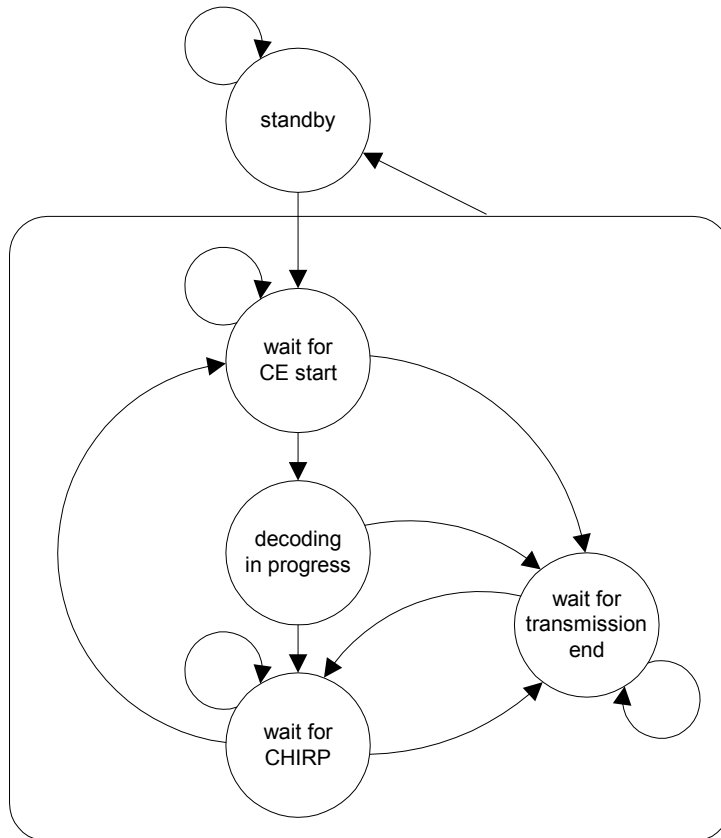 standby
wait for
CE start
decoding
in progress
wait for
transmission
end
wait for
CHIRP